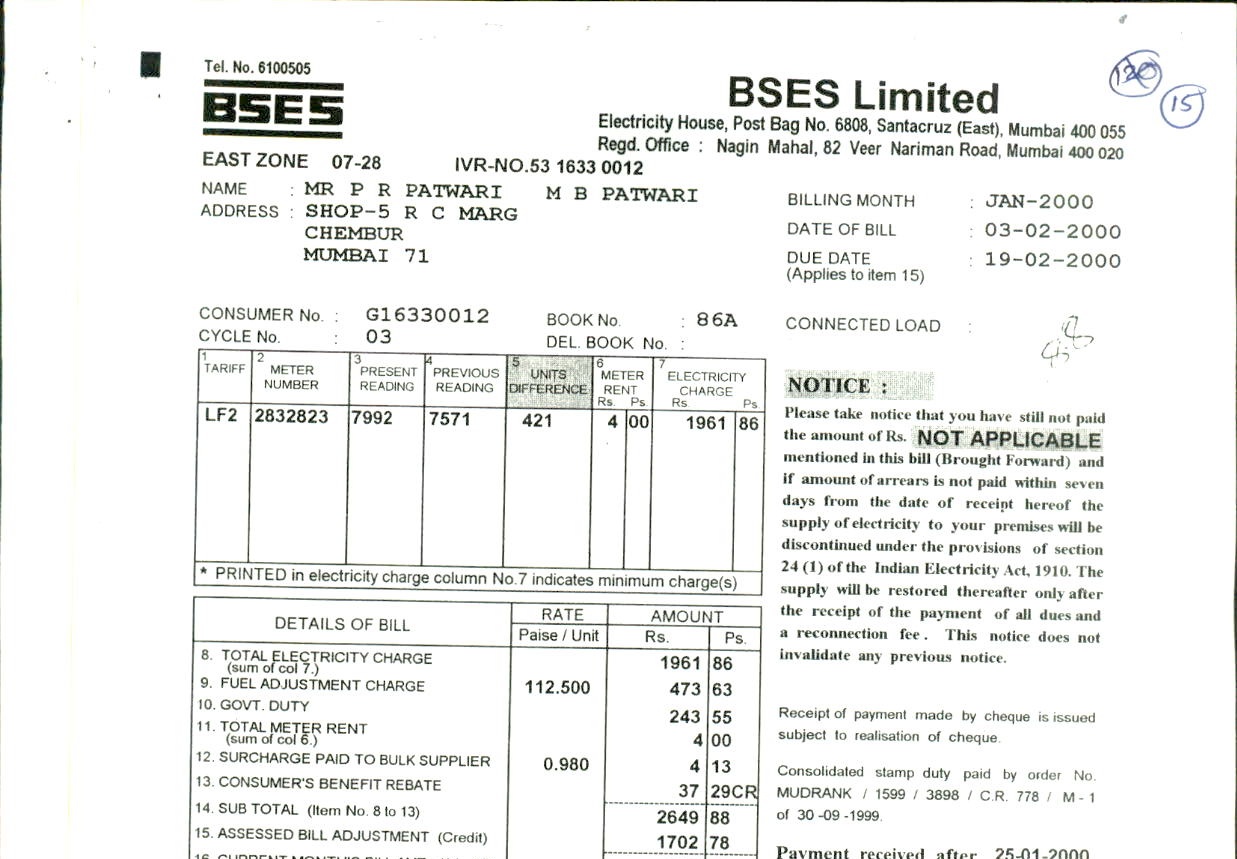 Tel. No. 6100505
BSES
BSES Limited
Electricity House, Post Bag No. 6808, Santacruz (East), Mumbai 400 055
Regd. Office : Nagin Mahal, 82 Veer Nariman Road, Mumbai 400 020
120
15
EAST ZONE 07-28 IVR-NO.53 1633 0012
NAME : MR P R PATWARI M B PATWARI
ADDRESS : SHOP-5 R C MARG
CHEMBUR
MUMBAI 71
BILLING MONTH : JAN-2000
DATE OF BILL : 03-02-2000
DUE DATE : 19-02-2000
(Applies to item 15)
CONSUMER No. : G16330012 BOOK No. : 86A
CYCLE No. : 03 DEL. BOOK No. :
CONNECTED LOAD :
1 TARIFF 2 METER NUMBER 3 PRESENT READING 4 PREVIOUS READING 5 UNITS DIFFERENCE 6 METER RENT Rs. Ps. 7 ELECTRICITY CHARGE Rs. Ps.
LF2 2832823 7992 7571 421 4 00 1961 86
* PRINTED in electricity charge column No.7 indicates minimum charge(s)
DETAILS OF BILL RATE Paise / Unit AMOUNT Rs. Ps.
8. TOTAL ELECTRICITY CHARGE 1961 86
(sum of col 7.)
9. FUEL ADJUSTMENT CHARGE 112.500 473 63
10. GOVT. DUTY 243 55
11. TOTAL METER RENT 4 00
(sum of col 6.)
12. SURCHARGE PAID TO BULK SUPPLIER 0.980 4 13
13. CONSUMER'S BENEFIT REBATE 37 29CR
14. SUB TOTAL (Item No. 8 to 13) 2649 88
15. ASSESSED BILL ADJUSTMENT (Credit) 1702 78
NOTICE :
Please take notice that you have still not paid
the amount of Rs. NOT APPLICABLE
mentioned in this bill (Brought Forward) and
if amount of arrears is not paid within seven
days from the date of receipt hereof the
supply of electricity to your premises will be
discontinued under the provisions of section
24 (1) of the Indian Electricity Act, 1910. The
supply will be restored thereafter only after
the receipt of the payment of all dues and
a reconnection fee . This notice does not
invalidate any previous notice.
Receipt of payment made by cheque is issued
subject to realisation of cheque.
Consolidated stamp duty paid by order No.
MUDRANK / 1599 / 3898 / C.R. 778 / M - 1
of 30 -09 -1999.
Payment received after 25-01-2000